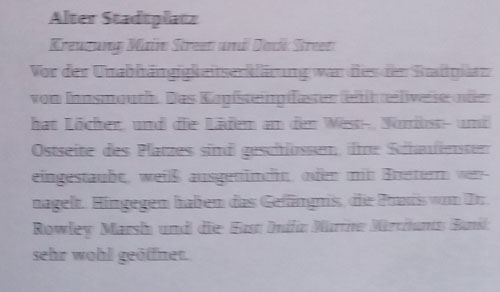 Alter Stadtplatz
Kreuzung Main Street und Dock Street
Vor der Unabhängigkeitserklärung war dies der Stadtplatz
von Innsmouth. Das Kopfsteinpflaster fehlt teilweise oder
hat Löcher, und die Läden an der West-, Nordost- und
Ostseite des Platzes sind geschlossen, ihre Schaufenster
eingestaubt, weiß ausgetüncht, oder mit Brettern ver-
nagelt. Hingegen haben das Gefängnis, die Praxis von Dr.
Rowley Marsh und die East India Marine Merchants Bank
sehr wohl geöffnet.